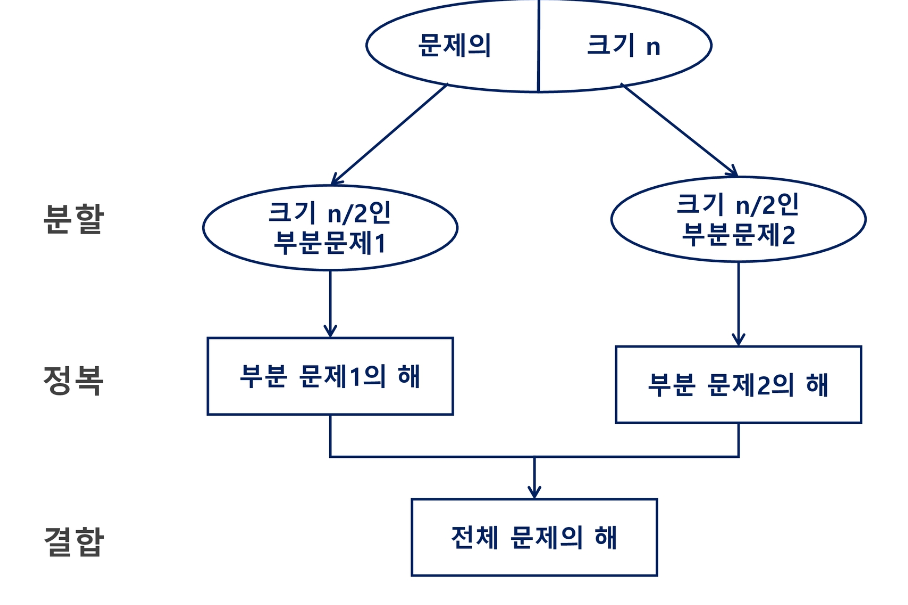 문제의 크기 n
분할
크기 n/2인
부분문제1
크기 n/2인
부분문제2
정복
부분 문제1의 해
부분 문제2의 해
결합
전체 문제의 해